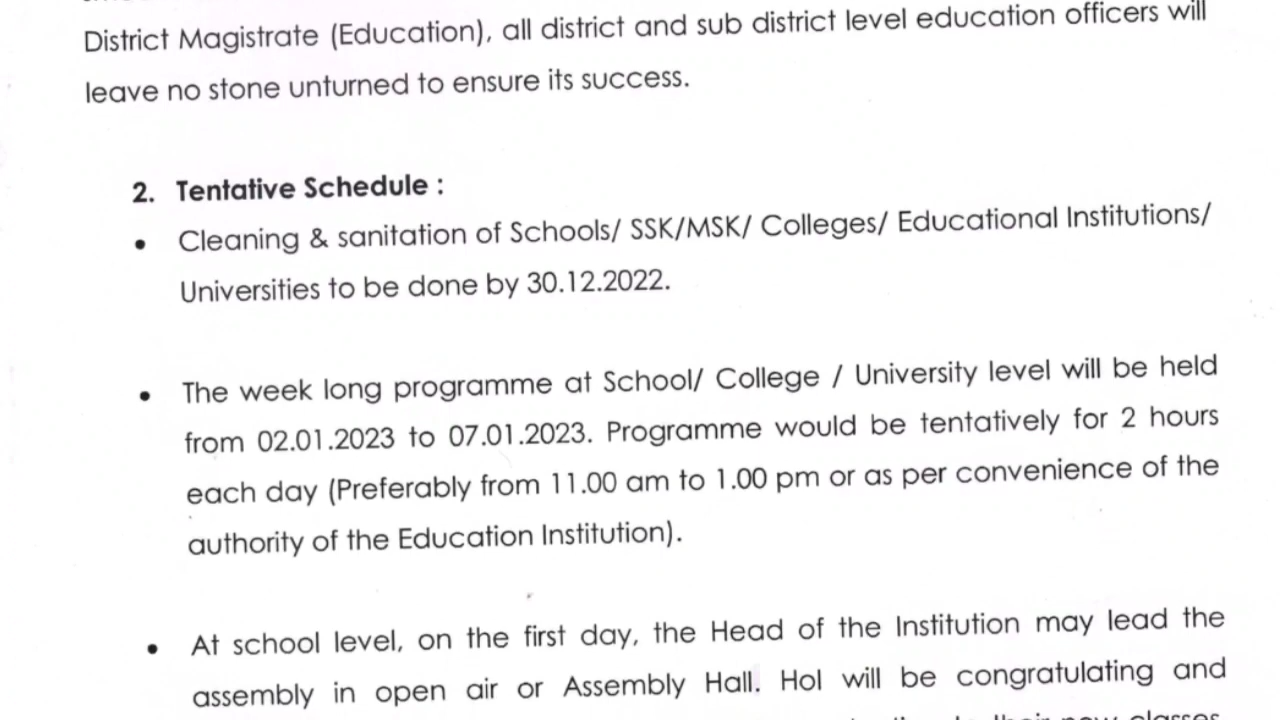 District Magistrate (Education), all district and sub district level education officers will
leave no stone unturned to ensure its success.
2. Tentative Schedule :
• Cleaning & sanitation of Schools/ SSK/MSK/ Colleges/ Educational Institutions/
Universities to be done by 30.12.2022.
• The week long programme at School/ College / University level will be held
from 02.01.2023 to 07.01.2023. Programme would be tentatively for 2 hours
each day (Preferably from 11.00 am to 1.00 pm or as per convenience of the
authority of the Education Institution).
• At school level, on the first day, the Head of the Institution may lead the
assembly in open air or Assembly Hall. HoI will be congratulating and
to their new classes